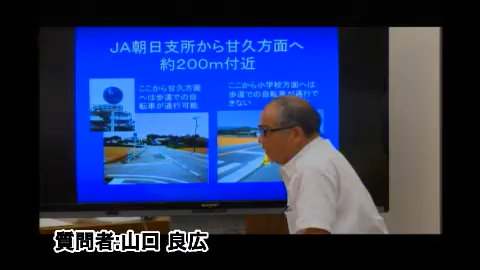 JA朝日支所から甘久方面へ
約200m付近
ここから甘久方面
へは歩道での自
転車が通行可能
ここから小学校方面へは
歩道での自転車が通行で
きない
質問者:山口 良広